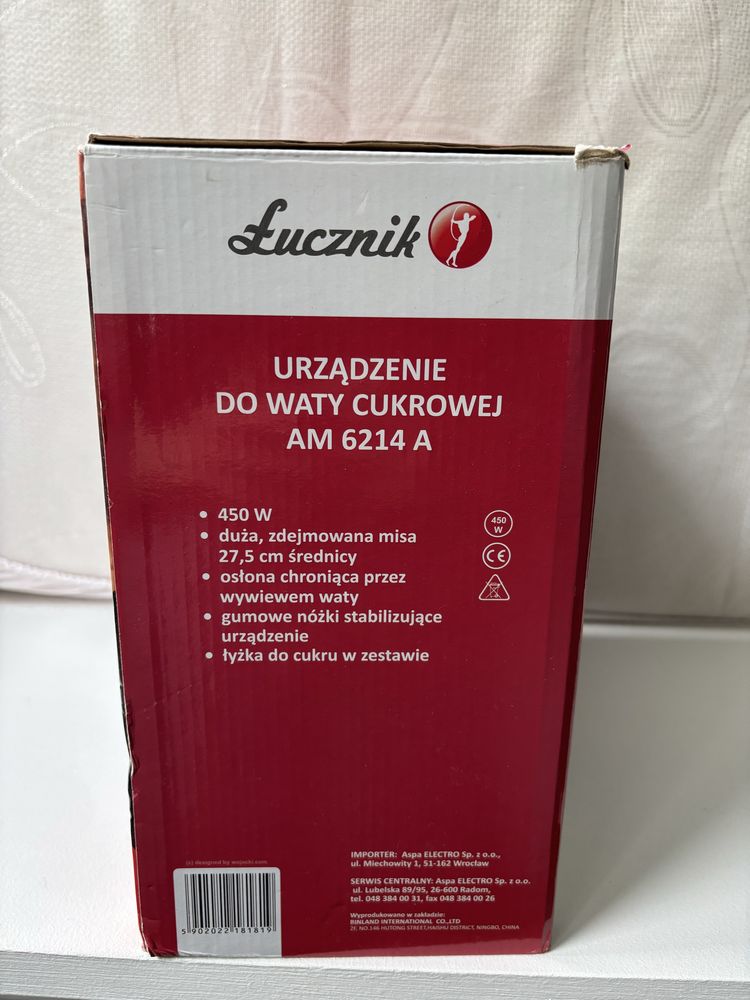 Łucznik
URZĄDZENIE
DO WATY CUKROWEJ
AM 6214 A
• 450 W
• duża, zdejmowana misa
27,5 cm średnicy
• osłona chroniąca przez
wywiewem waty
• gumowe nóżki stabilizujące
urządzenie
• łyżka do cukru w zestawie
450
W
CE
(c) designed by wojecki.com
5 902022 181819
IMPORTER: Aspa ELECTRO Sp. z o.o.,
ul. Miechowity 1, 51-162 Wrocław
SERWIS CENTRALNY: Aspa ELECTRO Sp. z o.o.
ul. Lubelska 89/95, 26-600 Radom,
tel. 048 384 00 31, fax 048 384 00 26
Wyprodukowano w zakładzie:
BINLAND INTERNATIONAL CO.,LTD
2F, NO.146 HUTONG STREET,HAISHU DISTRICT, NINGBO, CHINA